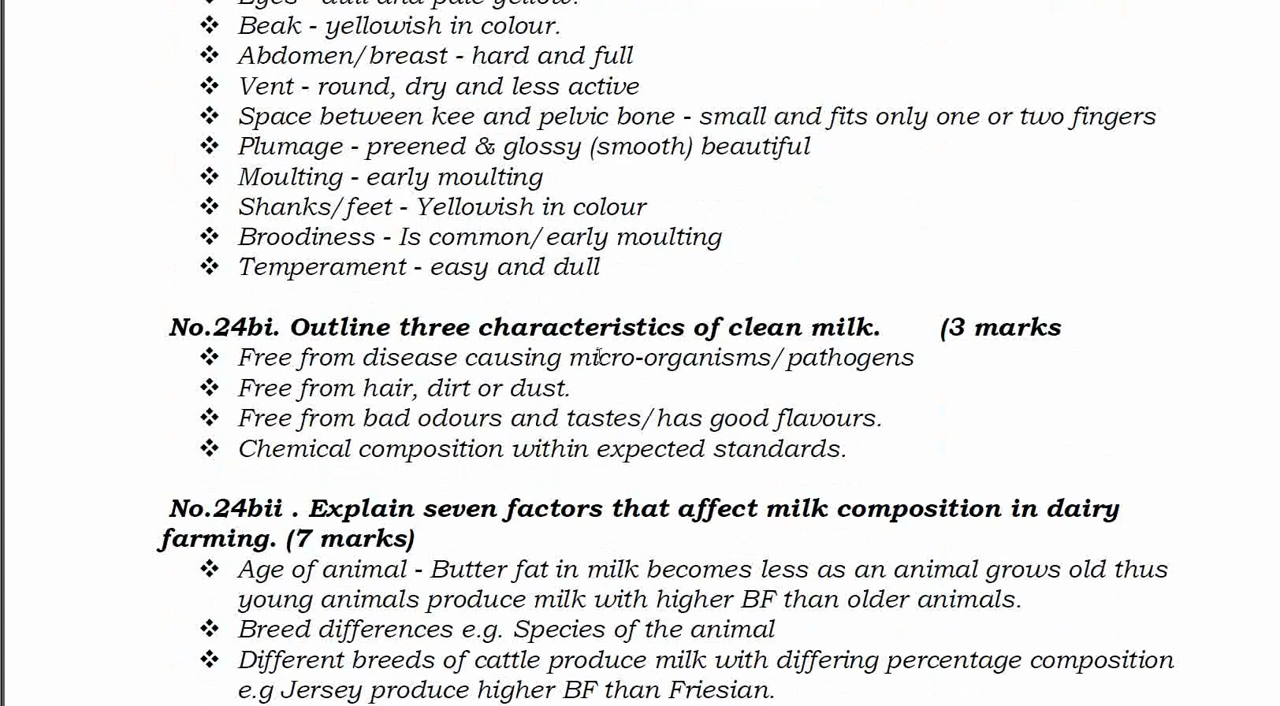 Eyes - dull and pale yellow.
❖ Beak - yellowish in colour.
❖ Abdomen/breast - hard and full
❖ Vent - round, dry and less active
❖ Space between kee and pelvic bone - small and fits only one or two fingers
❖ Plumage - preened & glossy (smooth) beautiful
❖ Moulting - early moulting
❖ Shanks/feet - Yellowish in colour
❖ Broodiness - Is common/early moulting
❖ Temperament - easy and dull
No.24bi. Outline three characteristics of clean milk. (3 marks
❖ Free from disease causing micro-organisms/pathogens
❖ Free from hair, dirt or dust.
❖ Free from bad odours and tastes/has good flavours.
❖ Chemical composition within expected standards.
No.24bii . Explain seven factors that affect milk composition in dairy
farming. (7 marks)
❖ Age of animal - Butter fat in milk becomes less as an animal grows old thus
young animals produce milk with higher BF than older animals.
❖ Breed differences e.g. Species of the animal
❖ Different breeds of cattle produce milk with differing percentage composition
e.g Jersey produce higher BF than Friesian.